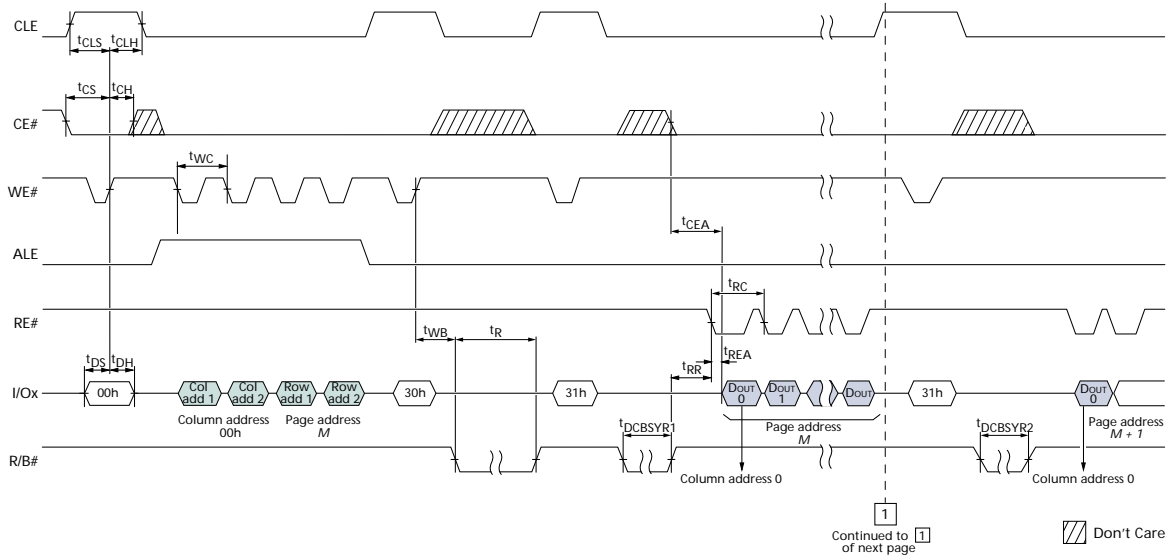 CLE
tCLS tCLH
tCS tCH
CE#
tWC
WE#
tCEA
ALE
tRC
RE#
tWB tR
tREA
tRR
tDS tDH
I/Ox
00h
Col add 1
Col add 2
Row add 1
Row add 2
30h
31h
DOUT 0
DOUT 1
DOUT
31h
DOUT 0
Column address 00h
Page address M
tDCBSYR1
Page address M
tDCBSYR2
Page address M + 1
R/B#
Column address 0
Column address 0
1
Continued to 1
of next page
Don't Care